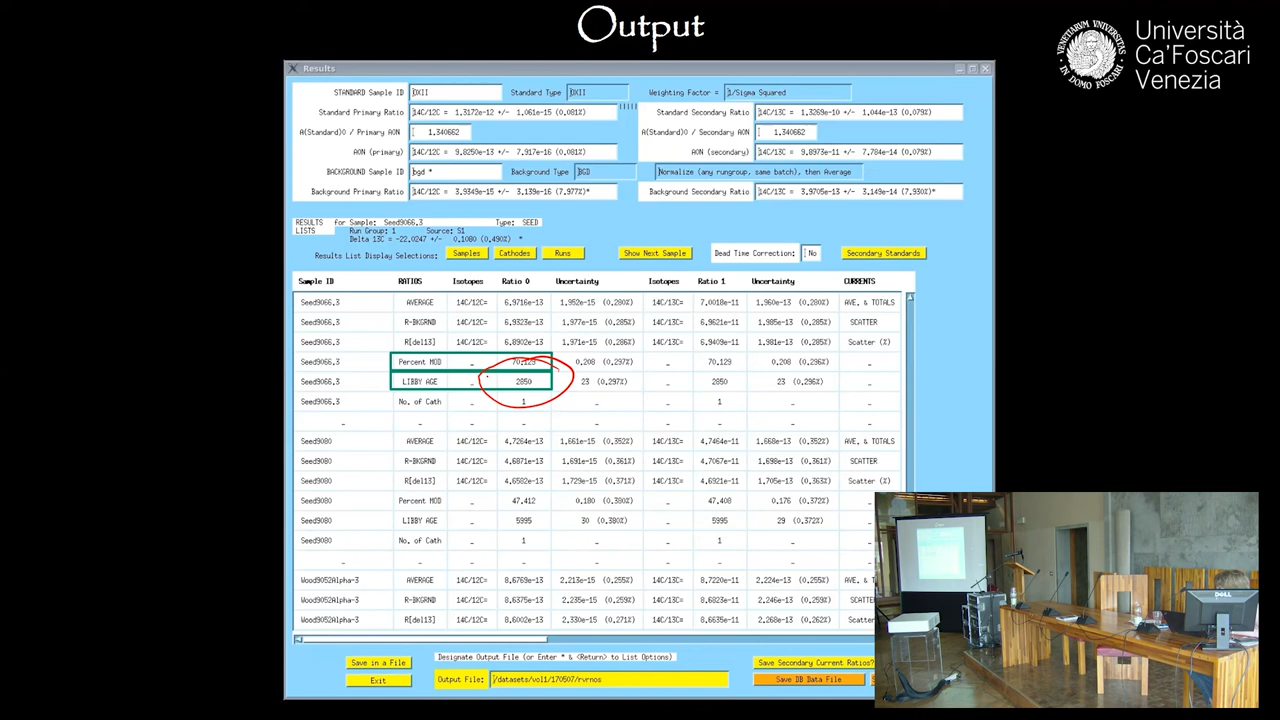 Output
Università
Ca'Foscari
Venezia
Results
STANDARD Sample ID OXII Standard Type OXII Weighting Factor = 1/Sigma Squared
Standard Primary Ratio 14C/12C = 1.3172e-12 +/- 1.061e-15 (0.081%) Standard Secondary Ratio 14C/13C = 1.3269e-10 +/- 1.044e-13 (0.079%)
A(Standard)0 / Primary AON 1.340662 A(Standard)0 / Secondary AON 1.340662
AON (primary) 14C/12C = 9.8250e-13 +/- 7.917e-16 (0.081%) AON (secondary) 14C/13C = 9.8973e-11 +/- 7.784e-14 (0.079%)
BACKGROUND Sample ID bgd * Background Type BGD Normalize (any rungroup, same batch), then Average
Background Primary Ratio 14C/12C = 3.9349e-15 +/- 3.139e-16 (7.977%)* Background Secondary Ratio 14C/13C = 3.9705e-13 +/- 3.149e-14 (7.930%)*
RESULTS for Sample: Seed9066.3 Type: SEED
LISTS Run Group: 1 Source: S1
Delta 13C = -22.0247 +/- 0.1080 (0.490%) *
Results List Display Selections: Samples Cathodes Runs Show Next Sample Dead Time Correction: No Secondary Standards
Sample ID RATIOS Isotopes Ratio 0 Uncertainty Isotopes Ratio 1 Uncertainty CURRENTS
Seed9066.3 AVERAGE 14C/12C= 6.9716e-13 1.952e-15 (0.280%) 14C/13C= 7.0018e-11 1.960e-13 (0.280%) AVE, & TOTALS
Seed9066.3 R-BKGRND 14C/12C= 6.9323e-13 1.977e-15 (0.285%) 14C/13C= 6.9621e-11 1.985e-13 (0.285%) SCATTER
Seed9066.3 R[del13] 14C/12C= 6.8902e-13 1.971e-15 (0.286%) 14C/13C= 6.9409e-11 1.981e-13 (0.285%) Scatter (%)
Seed9066.3 Percent MOD _ 70.129 0.208 (0.297%) _ 70.129 0.208 (0.296%) _
Seed9066.3 LIBBY AGE _ 2850 23 (0.297%) _ 2850 23 (0.296%) _
Seed9066.3 No. of Cath _ 1 _ _ 1 _ _
_ _ _ _ _ _ _ _ _
Seed9080 AVERAGE 14C/12C= 4.7264e-13 1.661e-15 (0.352%) 14C/13C= 4.7464e-11 1.668e-13 (0.352%) AVE, & TOTALS
Seed9080 R-BKGRND 14C/12C= 4.6871e-13 1.691e-15 (0.361%) 14C/13C= 4.7067e-11 1.698e-13 (0.361%) SCATTER
Seed9080 R[del13] 14C/12C= 4.6582e-13 1.729e-15 (0.371%) 14C/13C= 4.6921e-11 1.705e-13 (0.363%) Scatter (%)
Seed9080 Percent MOD _ 47.412 0.180 (0.380%) _ 47.408 0.176 (0.372%)
Seed9080 LIBBY AGE _ 5995 30 (0.380%) _ 5995 29 (0.372%)
Seed9080 No. of Cath _ 1 _ _ 1 _
_ _ _ _ _ _ _ _
Wood9052Alpha-3 AVERAGE 14C/12C= 8.6769e-13 2.213e-15 (0.255%) 14C/13C= 8.7220e-11 2.224e-13 (0.255%) AVE, & T
Wood9052Alpha-3 R-BKGRND 14C/12C= 8.6375e-13 2.235e-15 (0.259%) 14C/13C= 8.6823e-11 2.246e-13 (0.259%) SCATT
Wood9052Alpha-3 R[del13] 14C/12C= 8.6002e-13 2.330e-15 (0.271%) 14C/13C= 8.6635e-11 2.268e-13 (0.262%) Scatter
Save in a File Designate Output File (or Enter * & <Return> to List Options) Save Secondary Current Ratios?
Exit Output File: /datasets/vol1/170507/rvrnos Save DB Data File
DELL